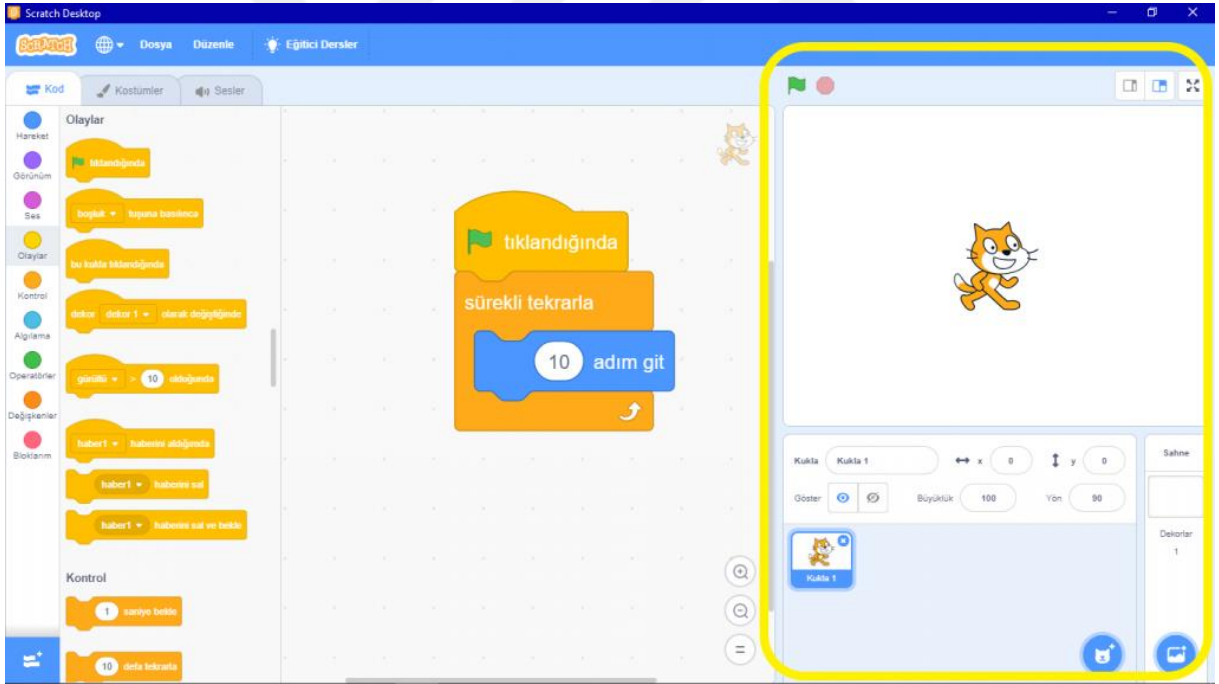 Scratch Desktop
SCRATCH Dosya Düzenle Eğitici Dersler
Kod Kostümler Sesler
Hareket
Görünüm
Ses
Olaylar
Kontrol
Algılama
Operatörler
Değişkenler
Bloklarım
Olaylar
tıklandığında
boşluk tuşuna basılınca
bu kukla tıklandığında
dekor dekor 1 olarak değiştiğinde
gürültü > 10 olduğunda
haber1 haberini aldığında
haber1 haberini sal
haber1 haberini sal ve bekle
Kontrol
1 saniye bekle
10 defa tekrarla
tıklandığında
sürekli tekrarla
10 adım git
Kukla Kukla 1 x 0 y 0
Göster Büyüklük 100 Yön 90
Kukla 1
Sahne
Dekorlar
1